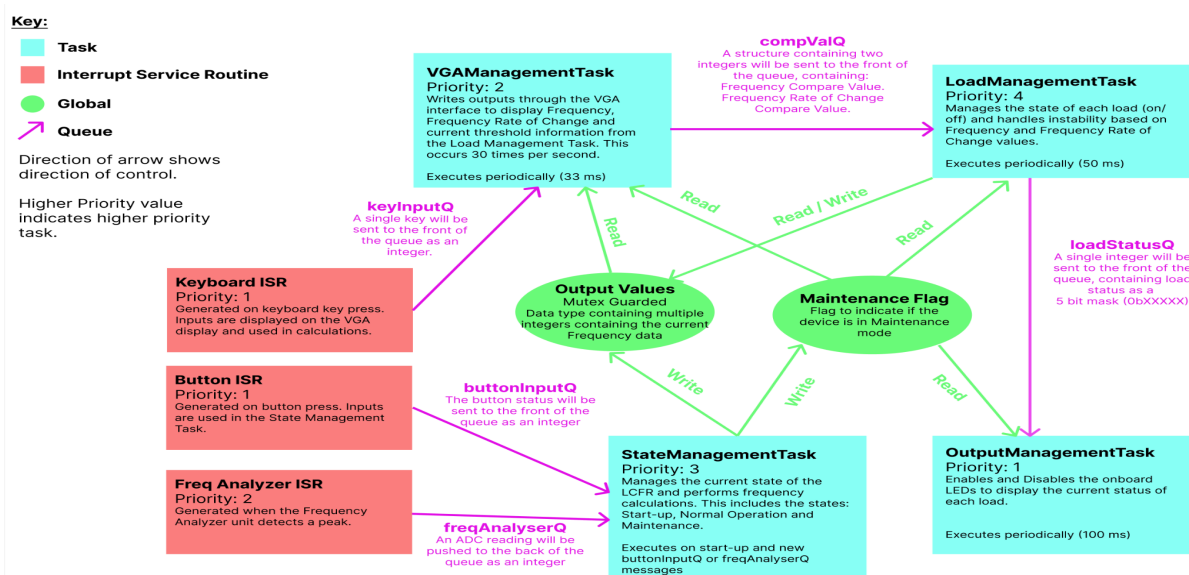 Key:
Task
Interrupt Service Routine
Global
Queue
Direction of arrow shows
direction of control.
Higher Priority value
indicates higher priority
task.
VGAManagementTask
Priority: 2
Writes outputs through the VGA
interface to display Frequency,
Frequency Rate of Change and
current threshold information from
the Load Management Task. This
occurs 30 times per second.
Executes periodically (33 ms)
compValQ
A structure containing two
integers will be sent to the front of
the queue, containing:
Frequency Compare Value.
Frequency Rate of Change
Compare Value.
LoadManagementTask
Priority: 4
Manages the state of each load (on/
off) and handles instability based on
Frequency and Frequency Rate of
Change values.
Executes periodically (50 ms)
keyInputQ
A single key will be
sent to the front of
the queue as an
integer.
Read
Read
Read / Write
Read
loadStatusQ
A single integer will be
sent to the front of the
queue, containing load
status as a
5 bit mask (0bXXXXX)
Keyboard ISR
Priority: 1
Generated on keyboard key press.
Inputs are displayed on the VGA
display and used in calculations.
Output Values
Mutex Guarded
Data type containing multiple
integers containing the current
Frequency data
Maintenance Flag
Flag to indicate if the
device is in Maintenance
mode
Button ISR
Priority: 1
Generated on button press. Inputs
are used in the State Management
Task.
buttonInputQ
The button status will be
sent to the front of the
queue as an integer
Write
Write
Read
Freq Analyzer ISR
Priority: 2
Generated when the Frequency
Analyzer unit detects a peak.
freqAnalyserQ
An ADC reading will be
pushed to the back of the
queue as an integer
StateManagementTask
Priority: 3
Manages the current state of the
LCFR and performs frequency
calculations. This includes the states:
Start-up, Normal Operation and
Maintenance.
Executes on start-up and new
buttonInputQ or freqAnalyserQ
messages
OutputManagementTask
Priority: 1
Enables and Disables the onboard
LEDs to display the current status of
each load.
Executes periodically (100 ms)